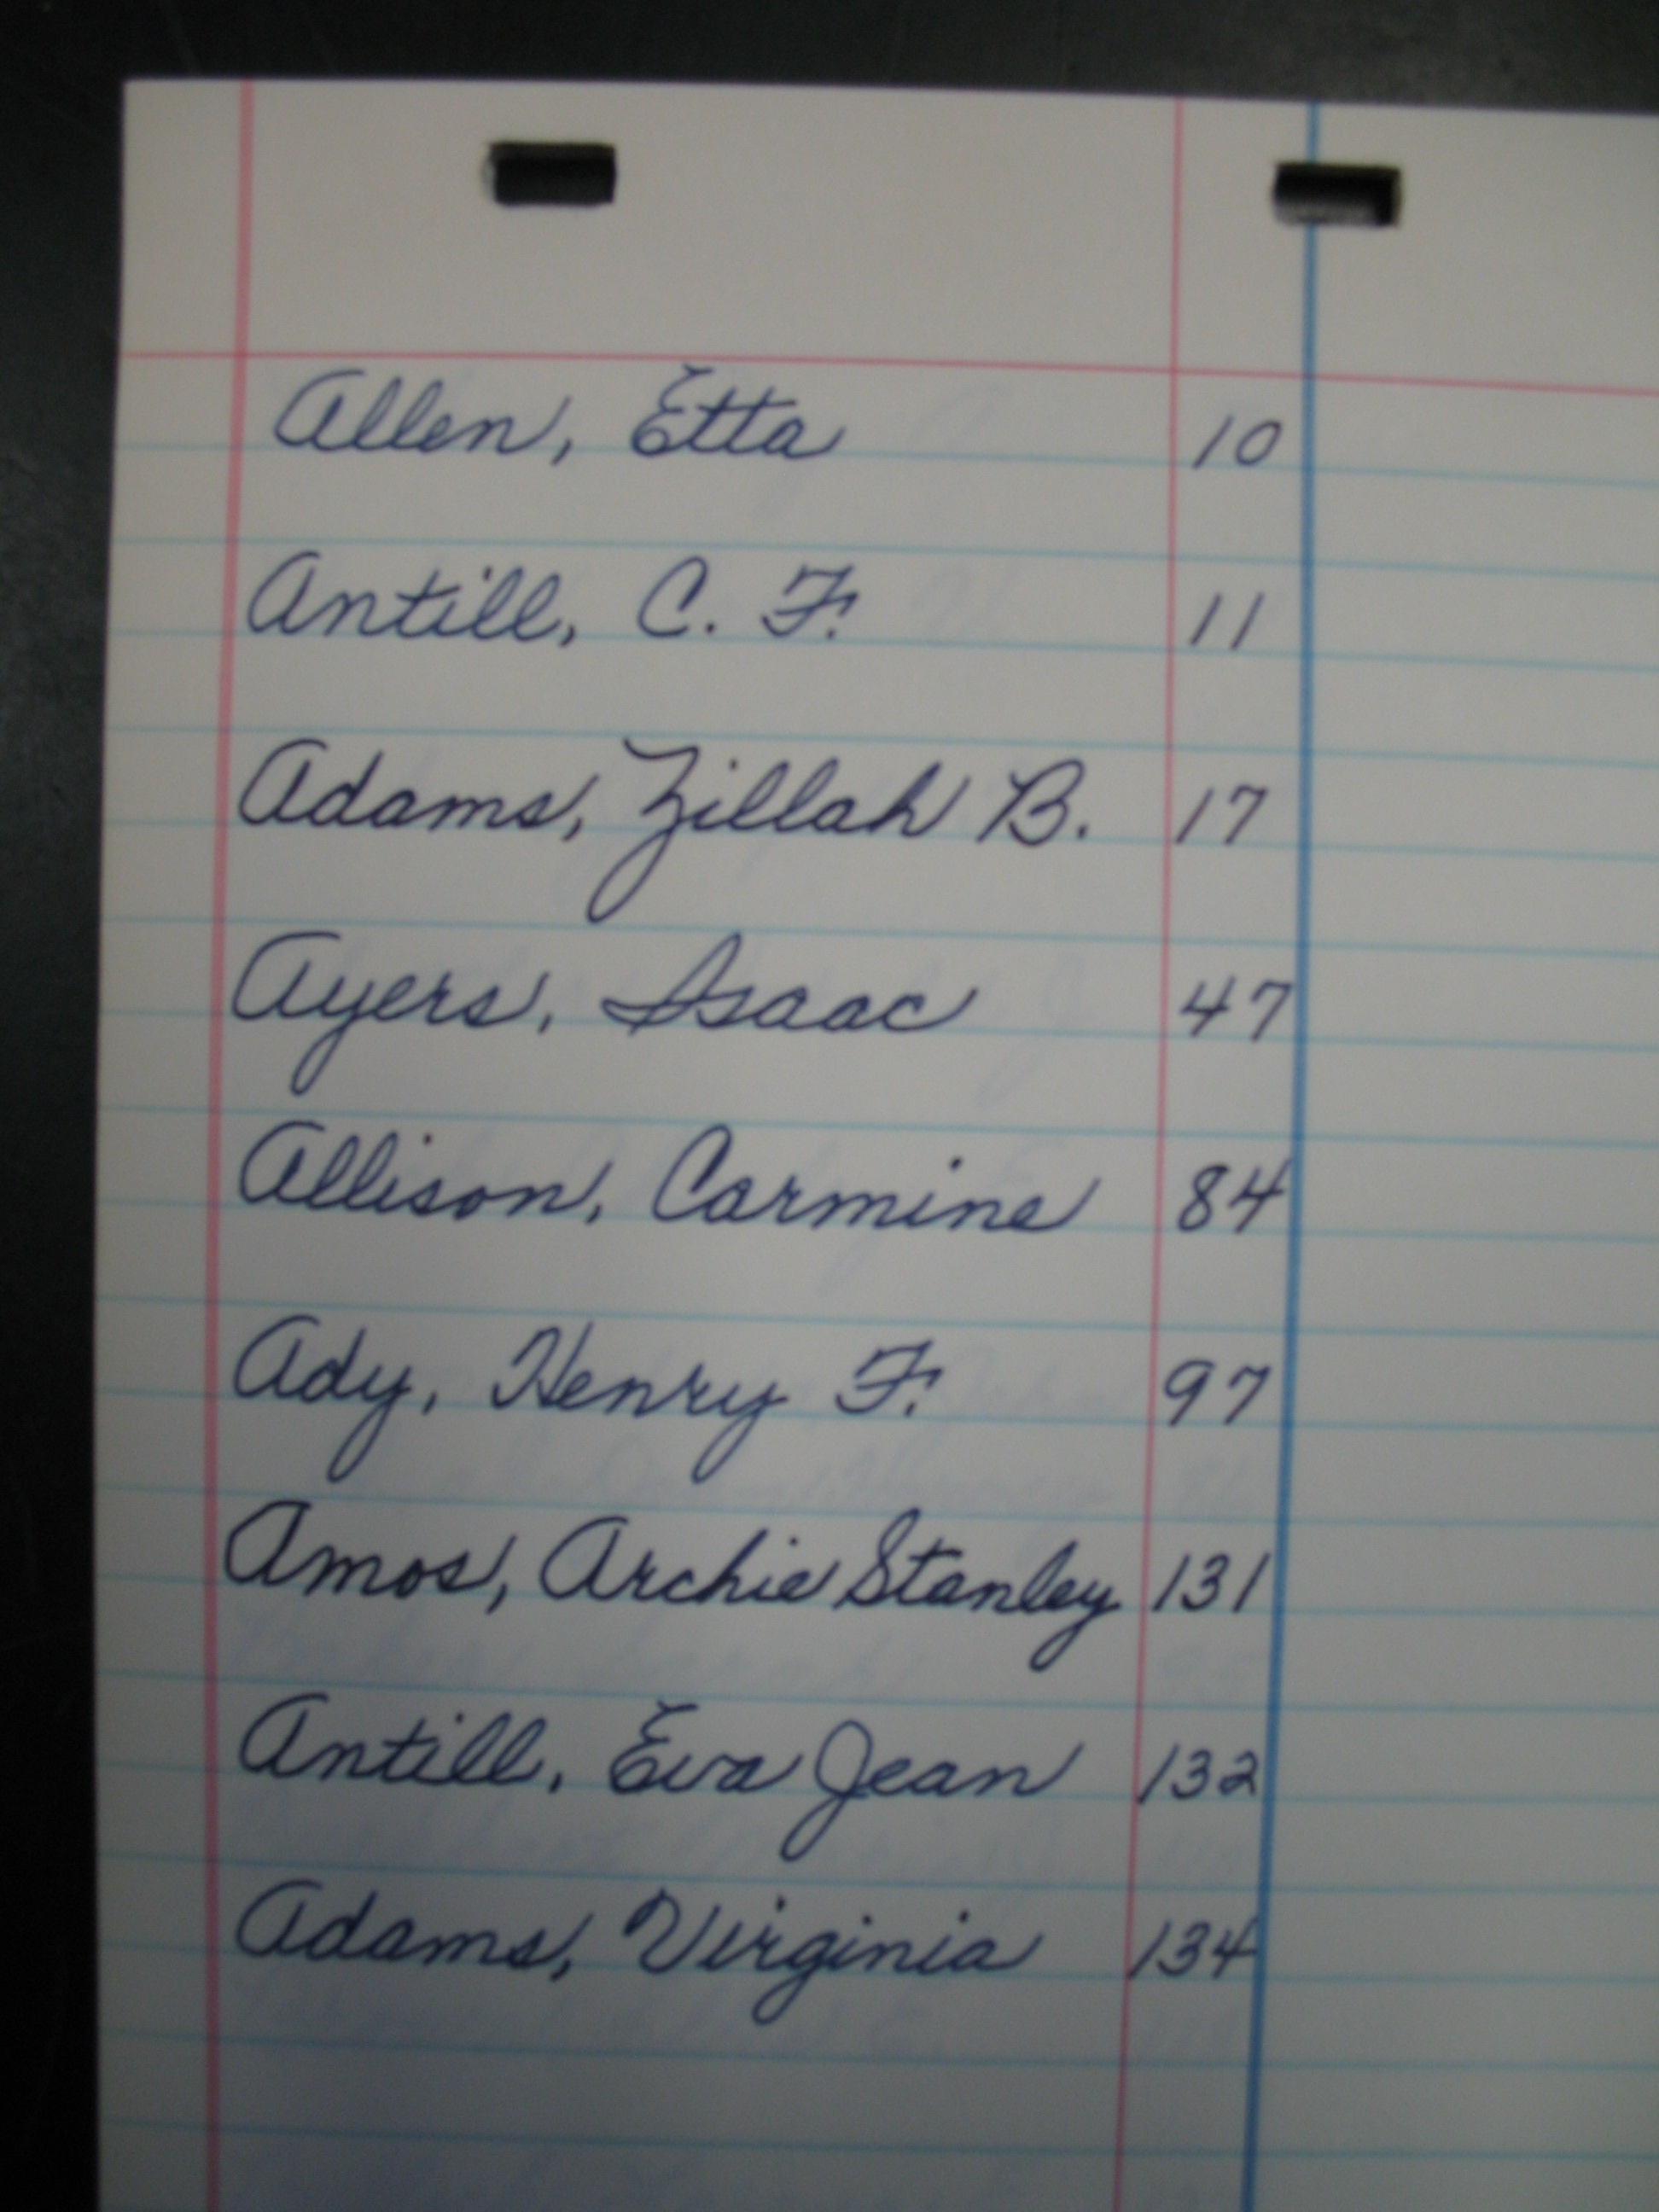 Allen, Etta 10
Antill, C. F. 11
Adams, Zillah B. 17
Ayers, Isaac 47
Allison, Carmine 84
Ady, Henry F. 97
Amos, Archie Stanley 131
Antill, Eva Jean 132
Adams, Virginia 134